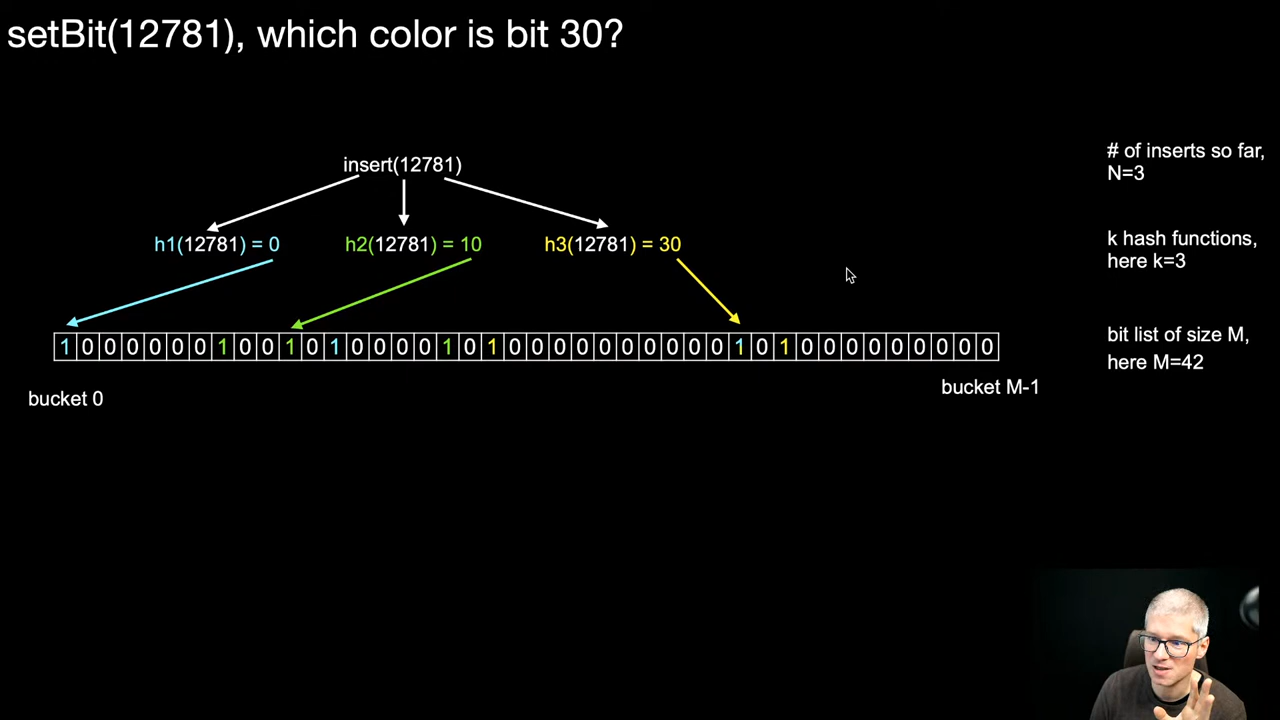 setBit(12781), which color is bit 30?
insert(12781)
# of inserts so far,
N=3
h1(12781) = 0 h2(12781) = 10 h3(12781) = 30
k hash functions,
here k=3
1 0 0 0 0 0 0 1 0 0 1 0 1 0 0 0 0 1 0 1 0 0 0 0 0 0 0 0 0 0 1 0 1 0 0 0 0 0 0 0 0 0
bit list of size M,
here M=42
bucket 0
bucket M-1